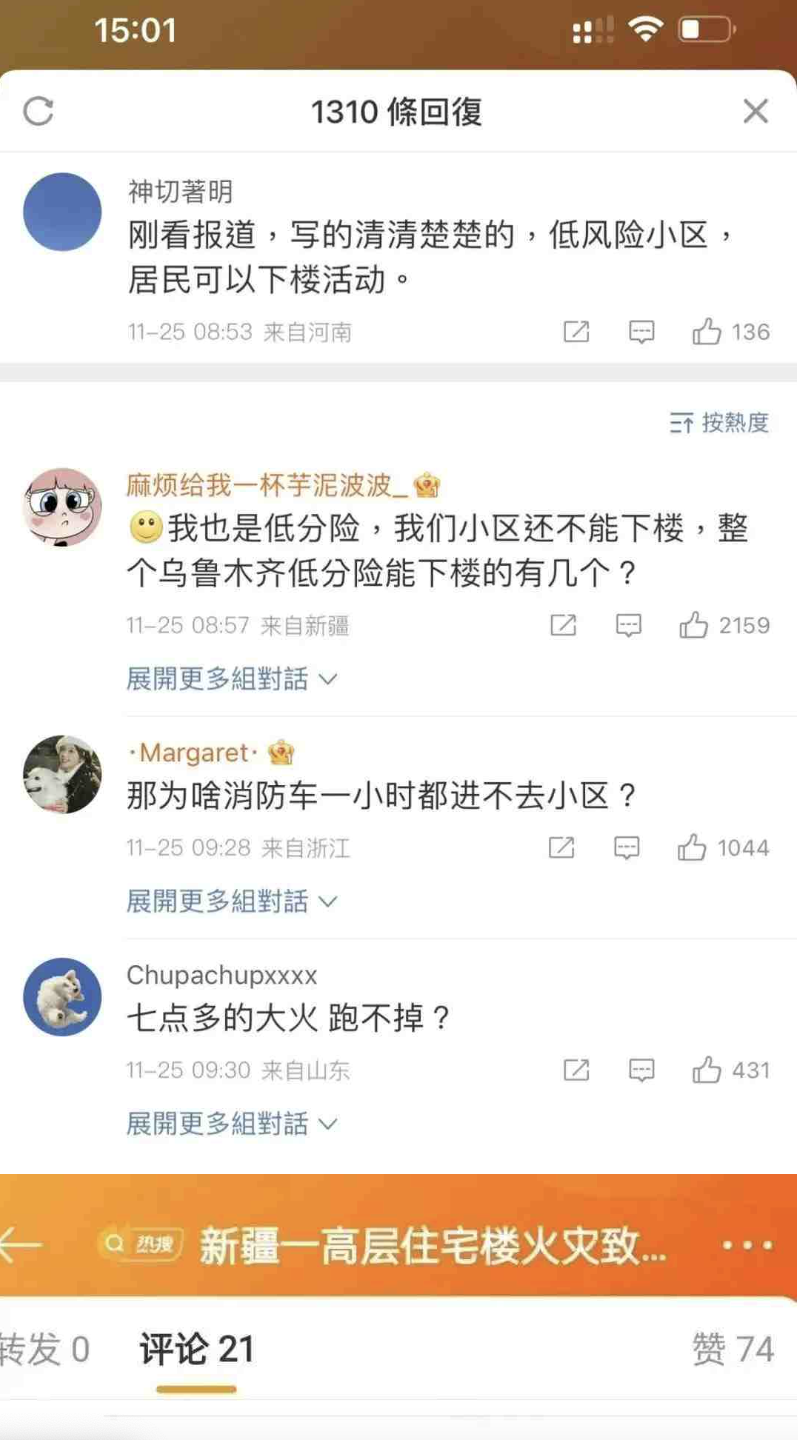 15:01
1310 條回復
神切著明
刚看报道，写的清清楚楚的，低风险小区，
居民可以下楼活动。
11-25 08:53 来自河南 136
按熱度
麻烦给我一杯芋泥波波_
我也是低分险，我们小区还不能下楼，整
个乌鲁木齐低分险能下楼的有几个？
11-25 08:57 来自新疆 2159
展開更多組對話
·Margaret·
那为啥消防车一小时都进不去小区？
11-25 09:28 来自浙江 1044
展開更多組對話
Chupachupxxxx
七点多的大火 跑不掉？
11-25 09:30 来自山东 431
展開更多組對話
热搜 新疆一高层住宅楼火灾致...
转发 0 评论 21 赞 74